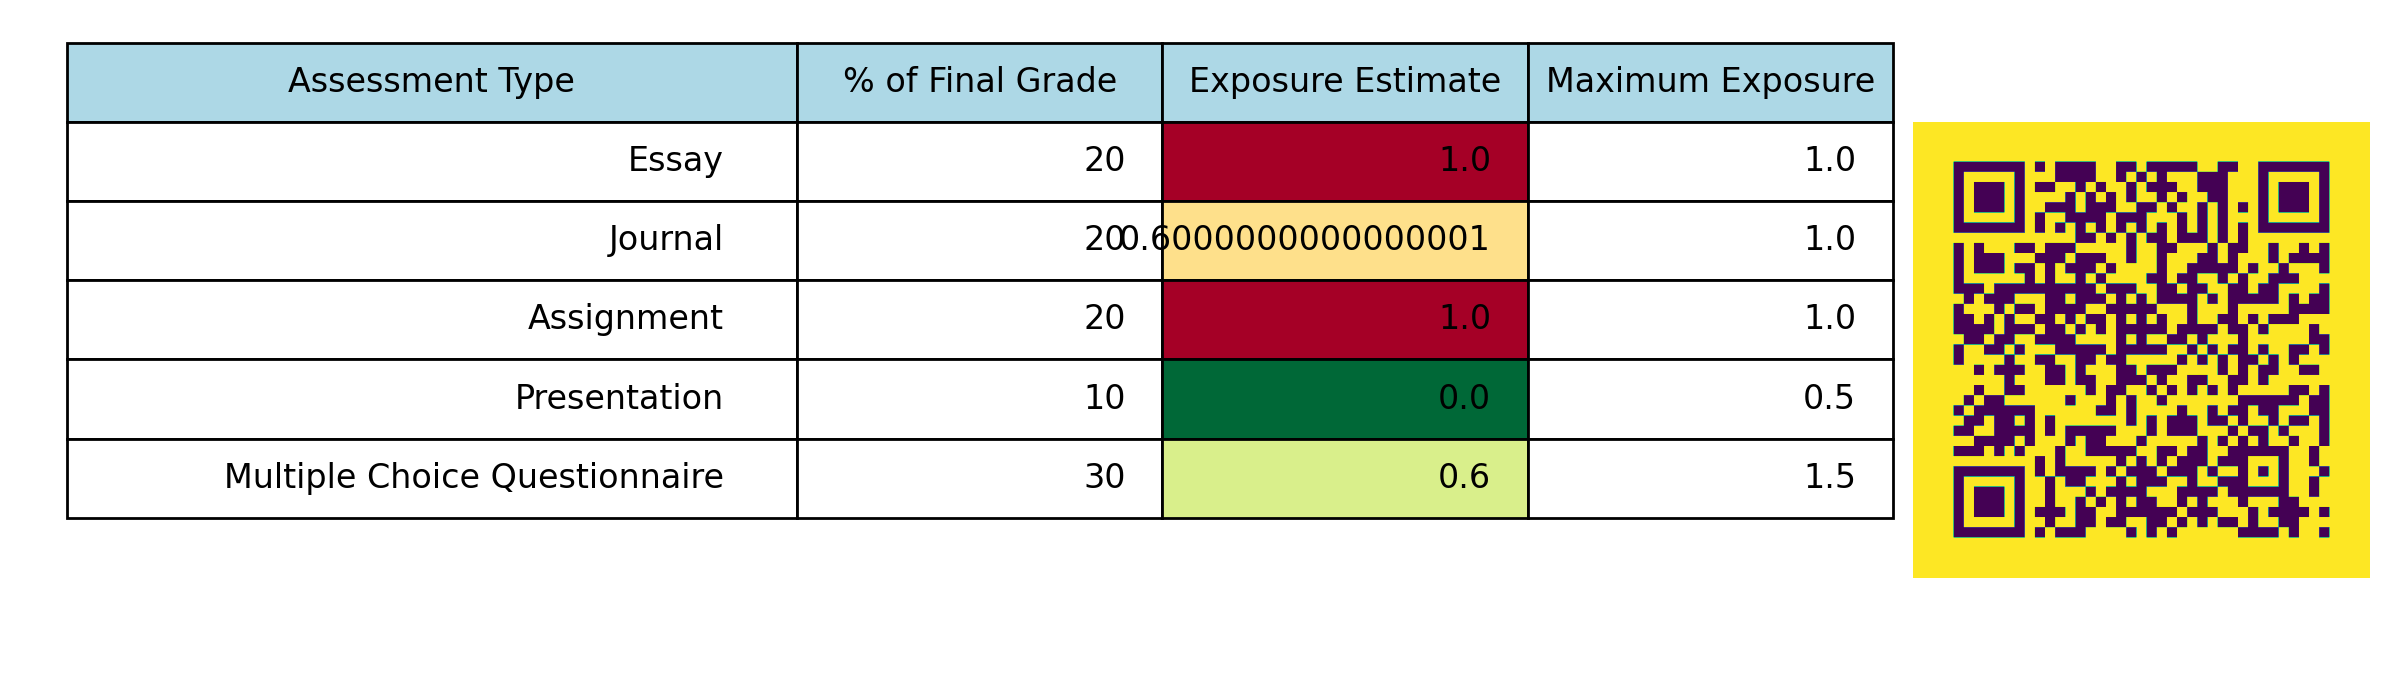 Assessment Type % of Final Grade Exposure Estimate Maximum Exposure
Essay 20 1.0 1.0
Journal 20 0.6000000000000001 1.0
Assignment 20 1.0 1.0
Presentation 10 0.0 0.5
Multiple Choice Questionnaire 30 0.6 1.5